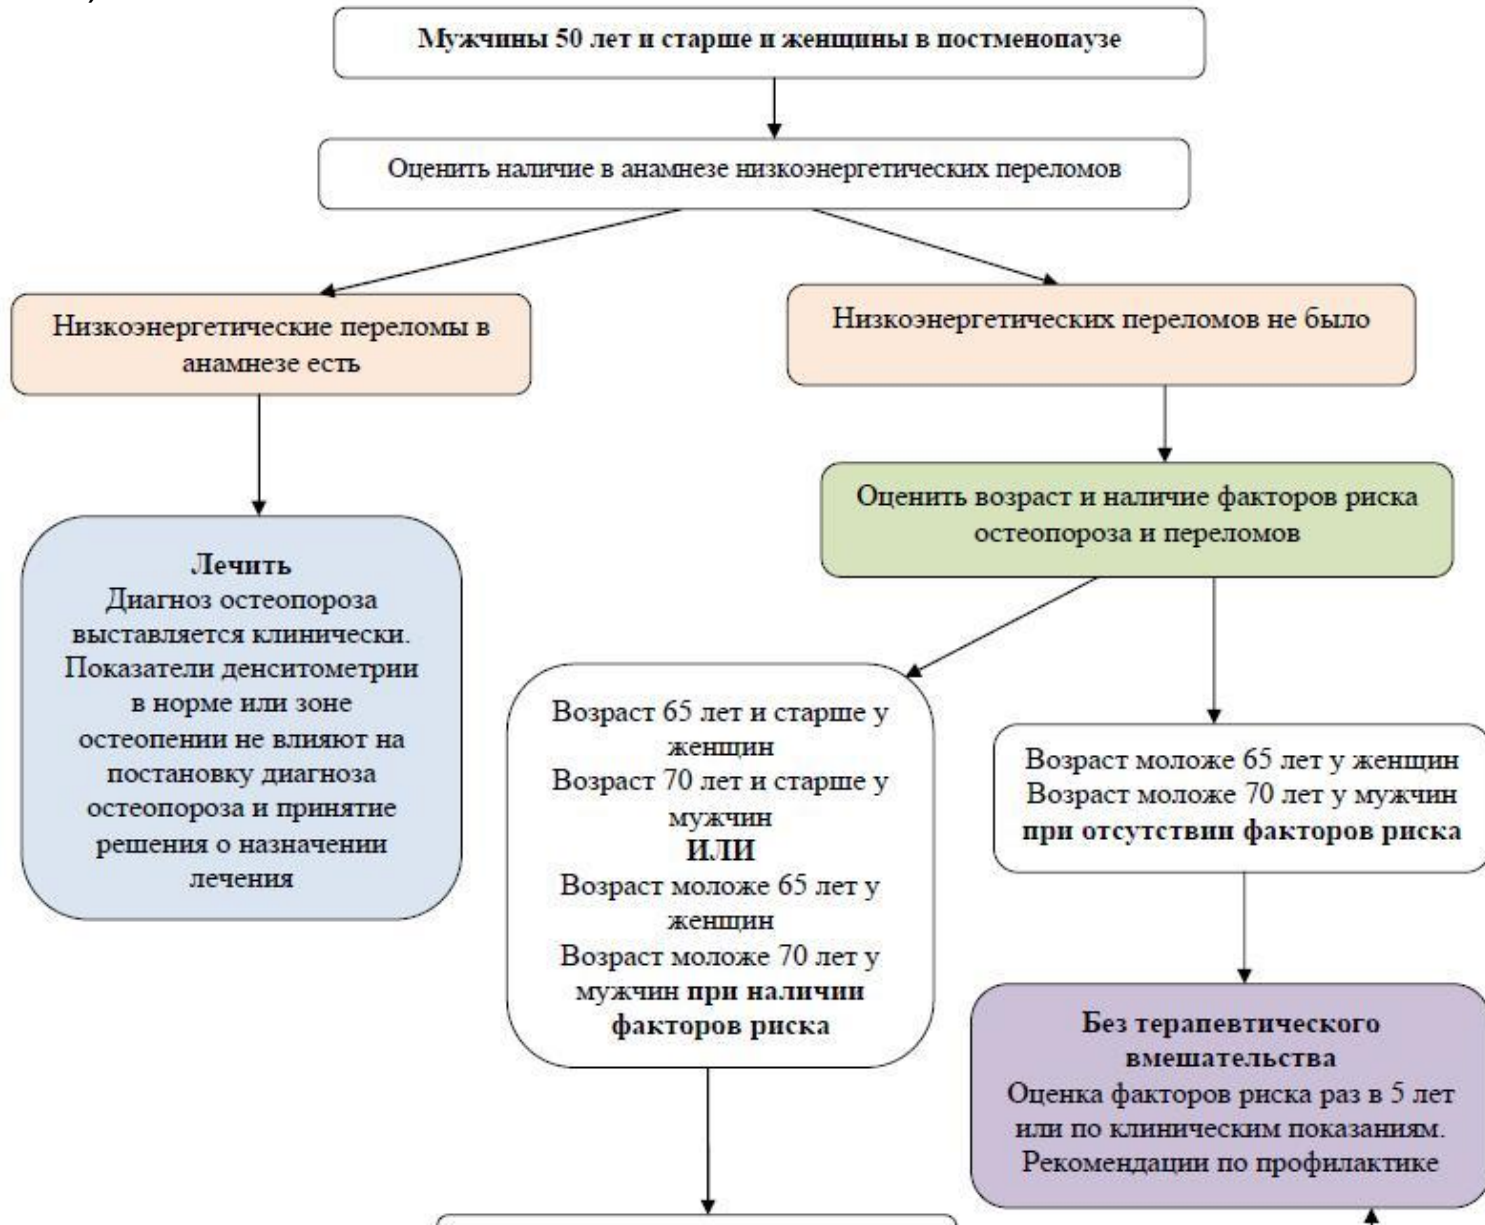 Мужчины 50 лет и старше и женщины в постменопаузе
Оценить наличие в анамнезе низкоэнергетических переломов
Низкоэнергетические переломы в
анамнезе есть
Низкоэнергетических переломов не было
Оценить возраст и наличие факторов риска
остеопороза и переломов
Лечить
Диагноз остеопороза
выставляется клинически.
Показатели денситометрии
в норме или зоне
остеопении не влияют на
постановку диагноза
остеопороза и принятие
решения о назначении
лечения
Возраст 65 лет и старше у
женщин
Возраст 70 лет и старше у
мужчин
ИЛИ
Возраст моложе 65 лет у
женщин
Возраст моложе 70 лет у
мужчин при наличии
факторов риска
Возраст моложе 65 лет у женщин
Возраст моложе 70 лет у мужчин
при отсутствии факторов риска
Без терапевтического
вмешательства
Оценка факторов риска раз в 5 лет
или по клиническим показаниям.
Рекомендации по профилактике